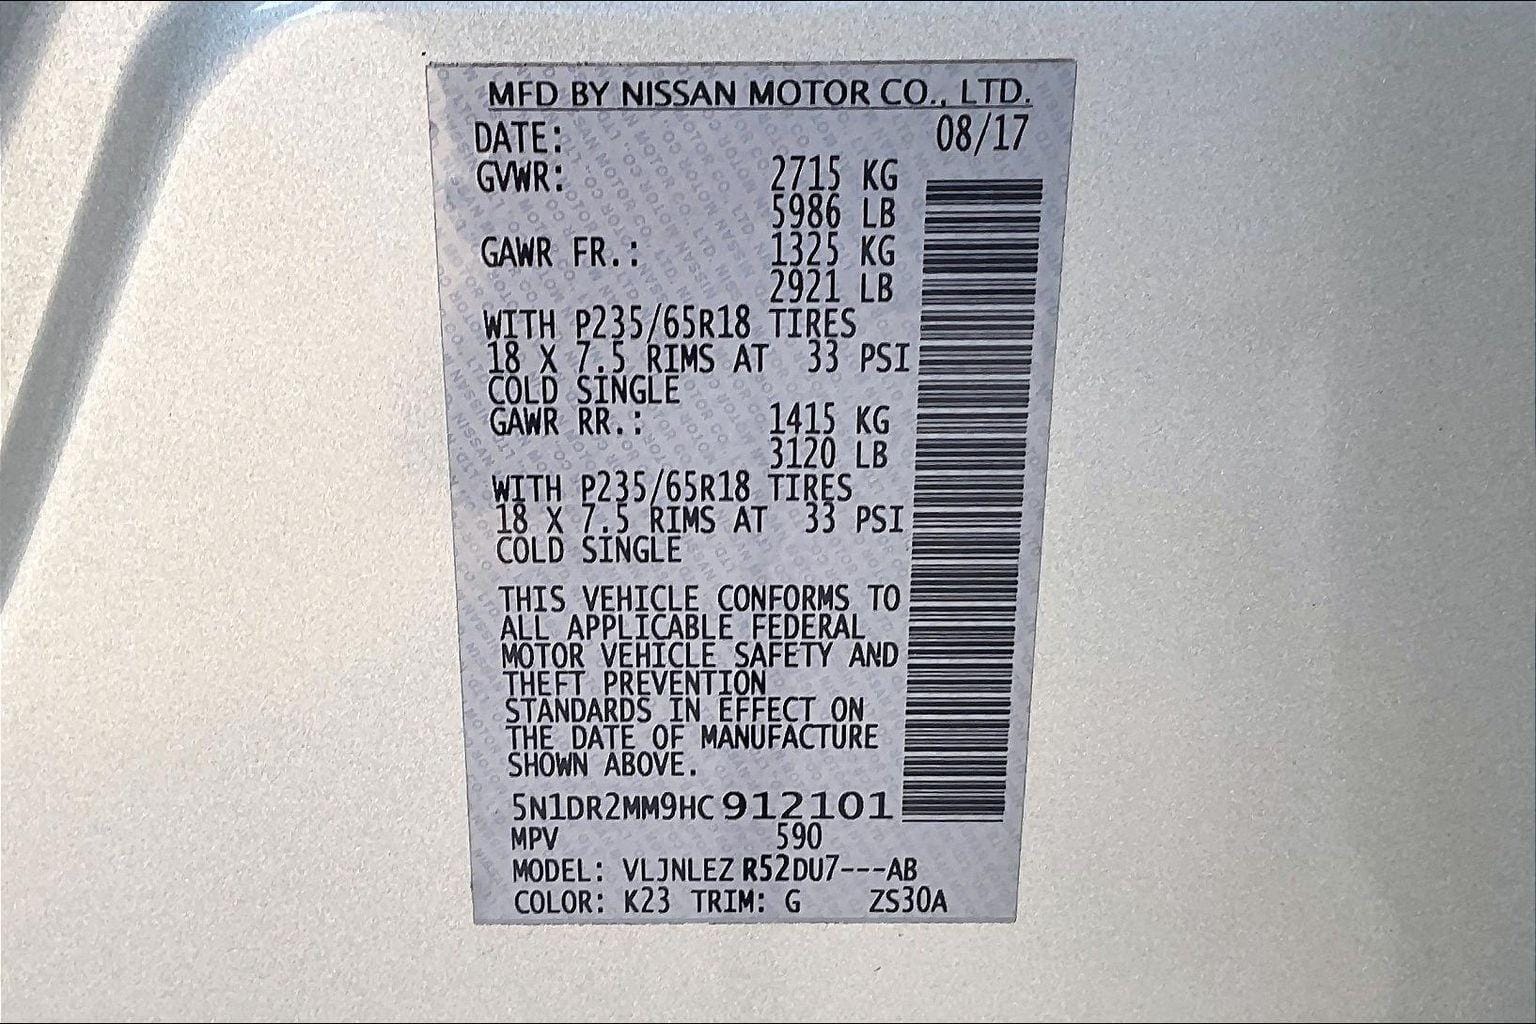 MFD BY NISSAN MOTOR CO., LTD.
DATE: 08/17
GVWR: 2715 KG
5986 LB
GAWR FR.: 1325 KG
2921 LB
WITH P235/65R18 TIRES
18 X 7.5 RIMS AT 33 PSI
COLD SINGLE
GAWR RR.: 1415 KG
3120 LB
WITH P235/65R18 TIRES
18 X 7.5 RIMS AT 33 PSI
COLD SINGLE
THIS VEHICLE CONFORMS TO
ALL APPLICABLE FEDERAL
MOTOR VEHICLE SAFETY AND
THEFT PREVENTION
STANDARDS IN EFFECT ON
THE DATE OF MANUFACTURE
SHOWN ABOVE.
5N1DR2MM9HC912101
MPV 590
MODEL: VLJNLEZ R52DU7---AB
COLOR: K23 TRIM: G ZS30A